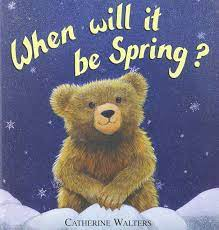 When will it
be Spring?
CATHERINE WALTERS